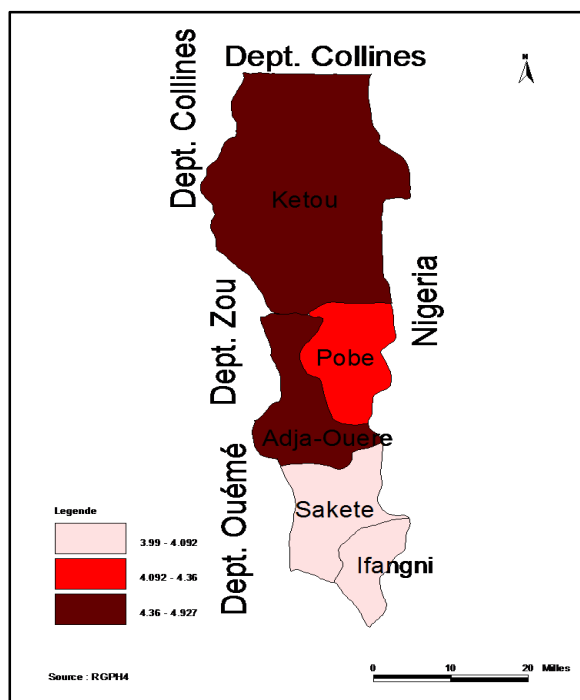 Dept. Collines
N
Dept. Collines
Ketou
Nigeria
Dept. Zou
Pobe
Adja-Ouere
Dept. Ouémé
Sakete
Ifangni
Legende
3.99 - 4.092
4.092 - 4.36
4.36 - 4.927
Source : RGPH4
0 10 20 Miles